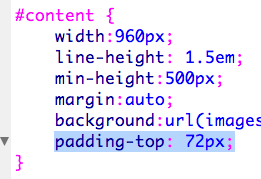 #content {
width:960px;
line-height: 1.5em;
min-height:500px;
margin:auto;
background:url(images
padding-top: 72px;
}